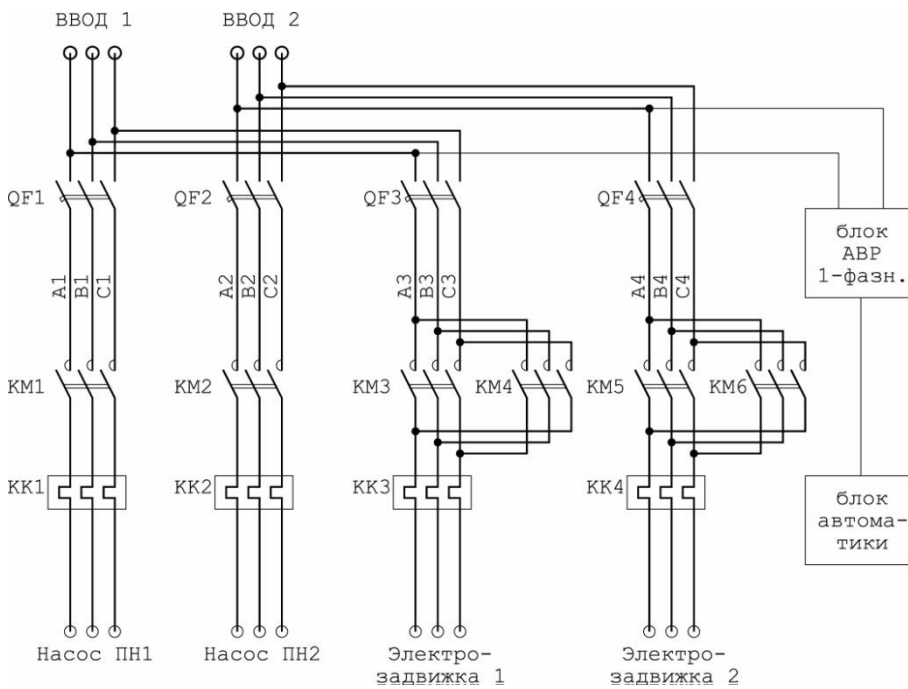 ВВОД 1
ВВОД 2
QF1
QF2
QF3
QF4
блок
АВР
1-фазн.
A1
B1
C1
A2
B2
C2
A3
B3
C3
A4
B4
C4
KM1
KM2
KM3
KM4
KM5
KM6
KK1
KK2
KK3
KK4
блок
автома-
тики
Насос ПН1
Насос ПН2
Электро-
задвижка 1
Электро-
задвижка 2